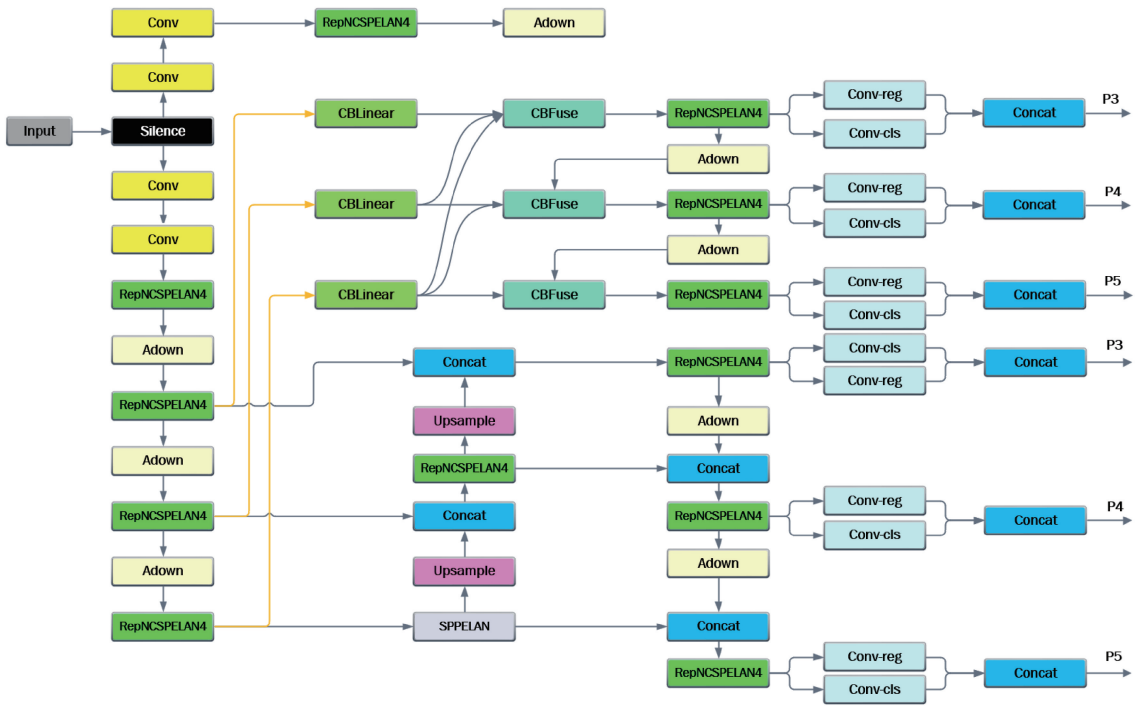 Conv RepNCSPELAN4 Adown
Conv
Input Silence CBLinear CBFuse RepNCSPELAN4 Conv-reg Conv-cls Concat P3
Adown
Conv CBLinear CBFuse RepNCSPELAN4 Conv-reg Conv-cls Concat P4
Conv
Adown
RepNCSPELAN4 CBLinear CBFuse RepNCSPELAN4 Conv-reg Conv-cls Concat P5
Adown Concat RepNCSPELAN4 Conv-cls Conv-reg Concat P3
RepNCSPELAN4 Upsample Adown
Adown RepNCSPELAN4 Concat
RepNCSPELAN4 Concat RepNCSPELAN4 Conv-reg Conv-cls Concat P4
Adown Upsample Adown
RepNCSPELAN4 SPPELAN Concat
RepNCSPELAN4 Conv-reg Conv-cls Concat P5